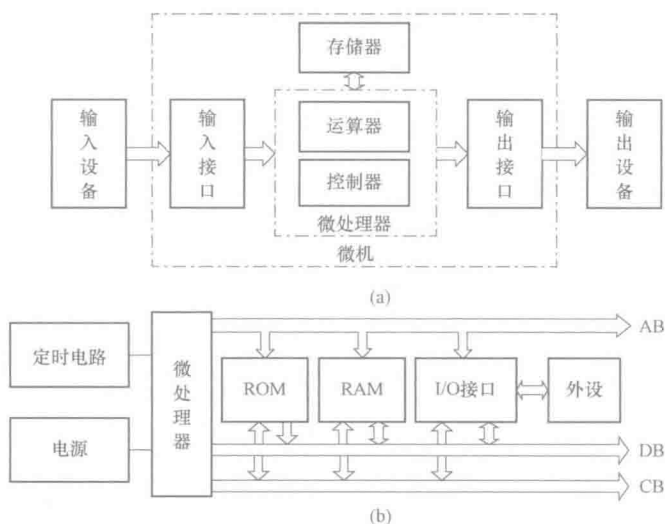 存储器
输入设备
输入接口
运算器
控制器
微处理器
微机
输出接口
输出设备
(a)
定时电路
电源
微处理器
AB
ROM
RAM
I/O接口
外设
DB
CB
(b)